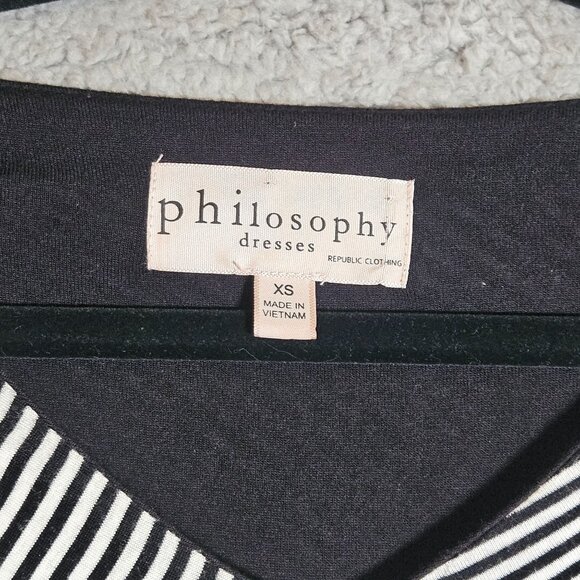 philosophy
dresses
REPUBLIC CLOTHING
XS
MADE IN
VIETNAM